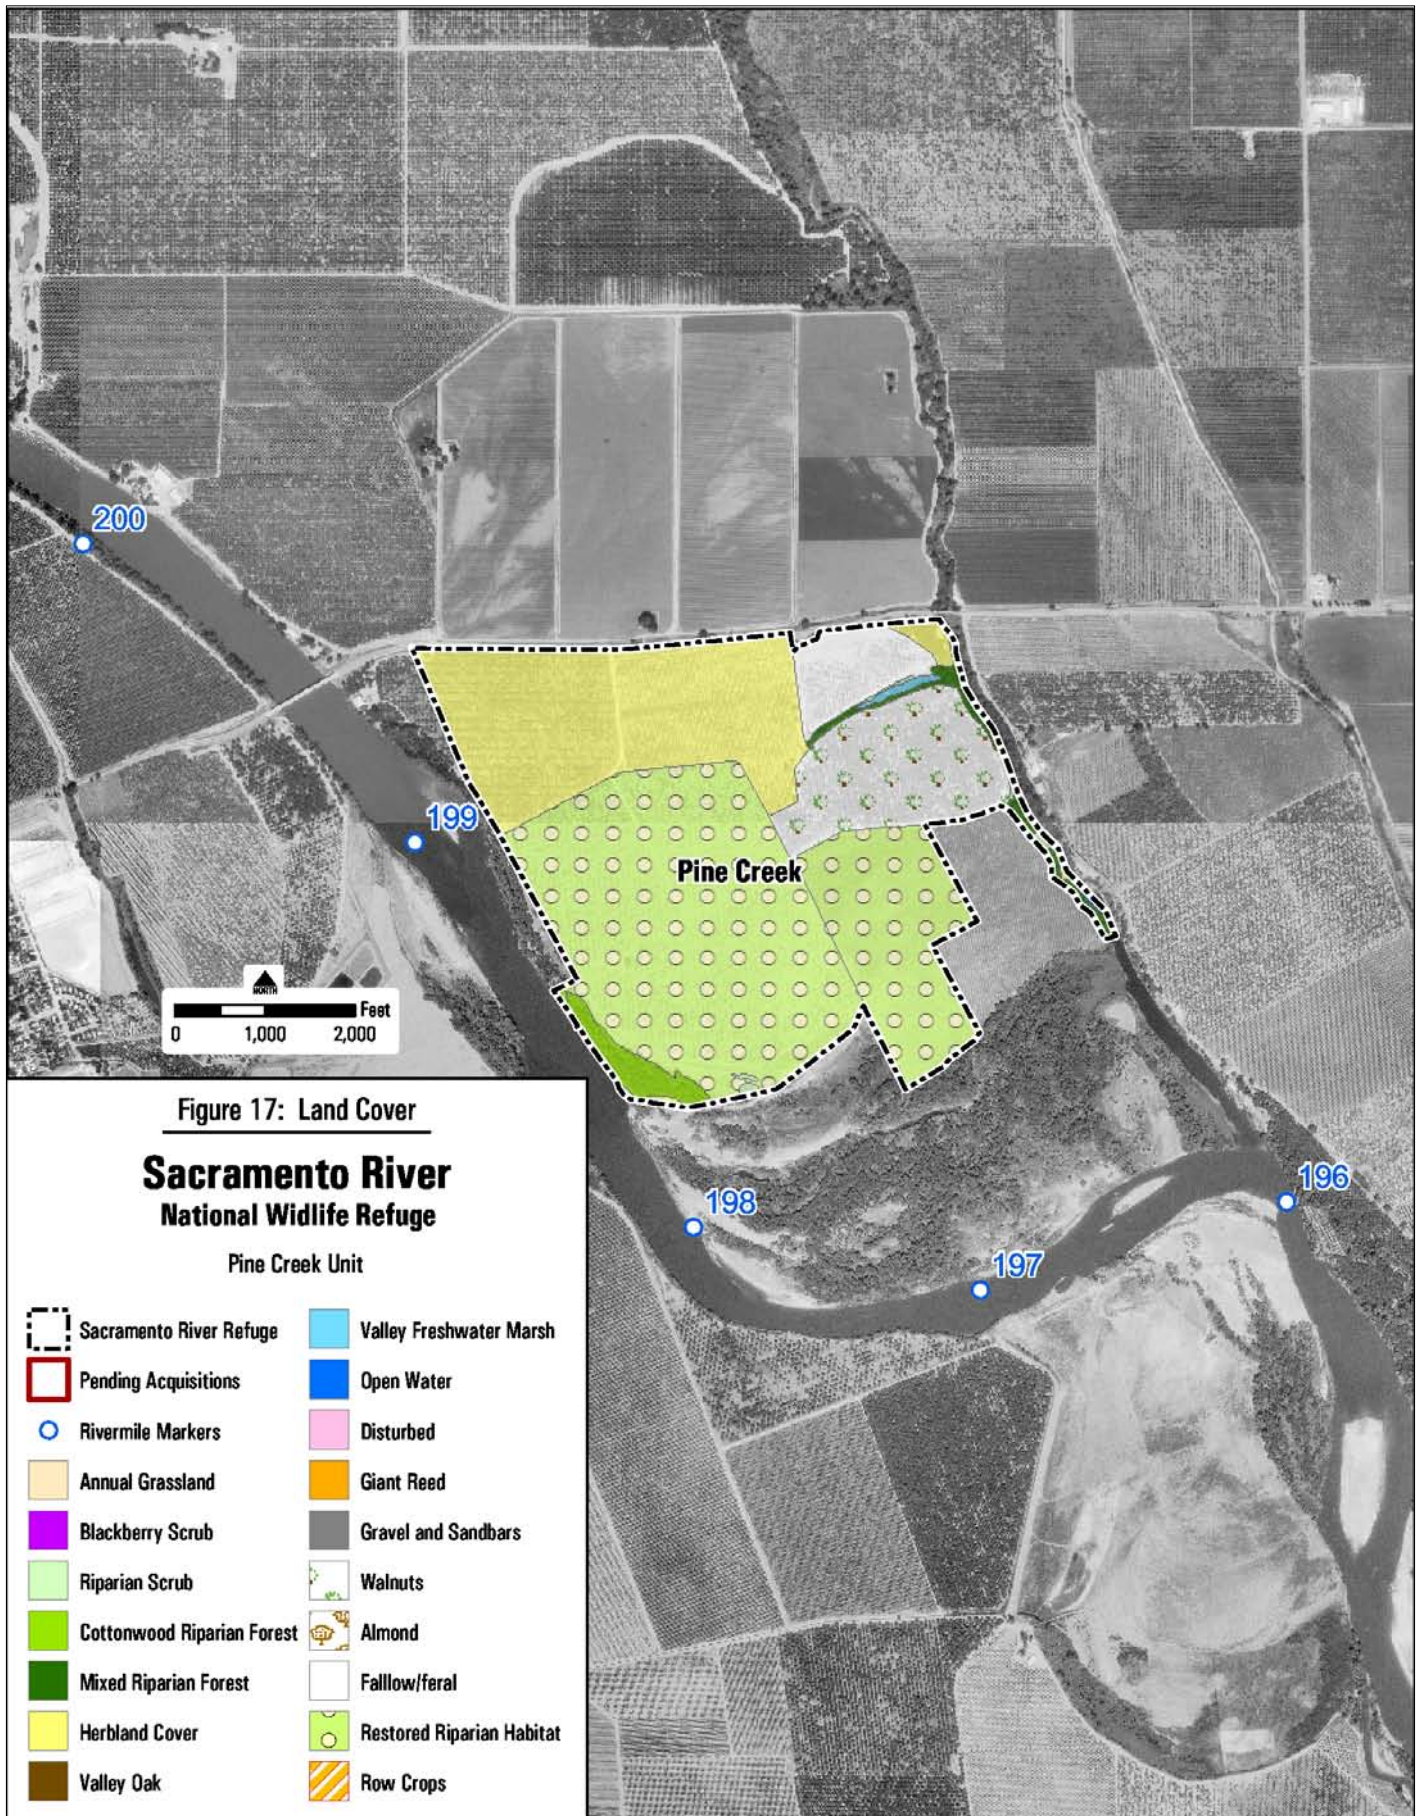 200
199
Pine Creek
NORTH
Feet
0 1,000 2,000
198
197
196
Figure 17: Land Cover
Sacramento River
National Widlife Refuge
Pine Creek Unit
Sacramento River Refuge
Pending Acquisitions
Rivermile Markers
Annual Grassland
Blackberry Scrub
Riparian Scrub
Cottonwood Riparian Forest
Mixed Riparian Forest
Herbland Cover
Valley Oak
Valley Freshwater Marsh
Open Water
Disturbed
Giant Reed
Gravel and Sandbars
Walnuts
Almond
Falllow/feral
Restored Riparian Habitat
Row Crops